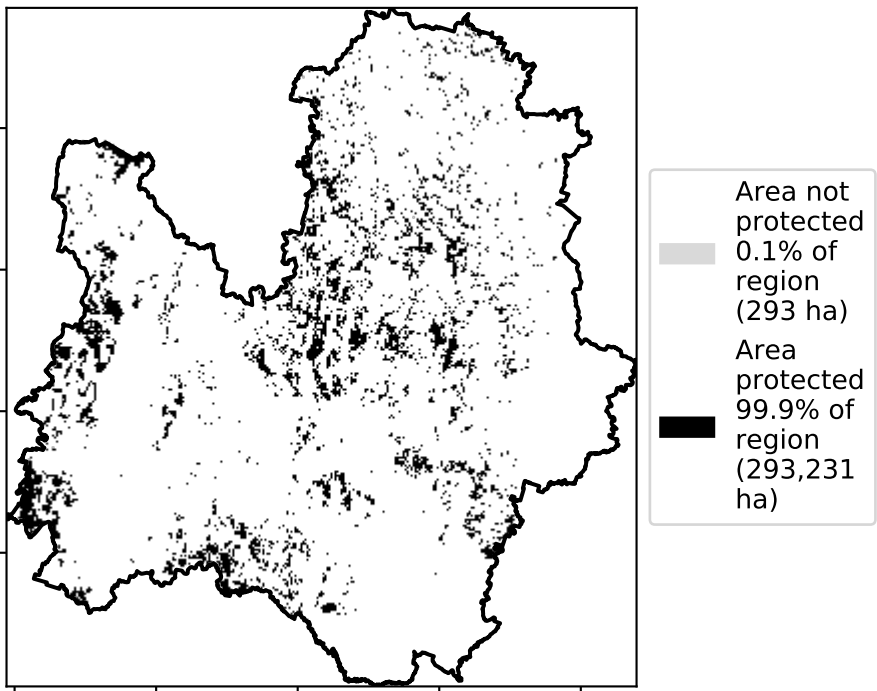 Area not
protected
0.1% of
region
(293 ha)
Area
protected
99.9% of
region
(293,231
ha)